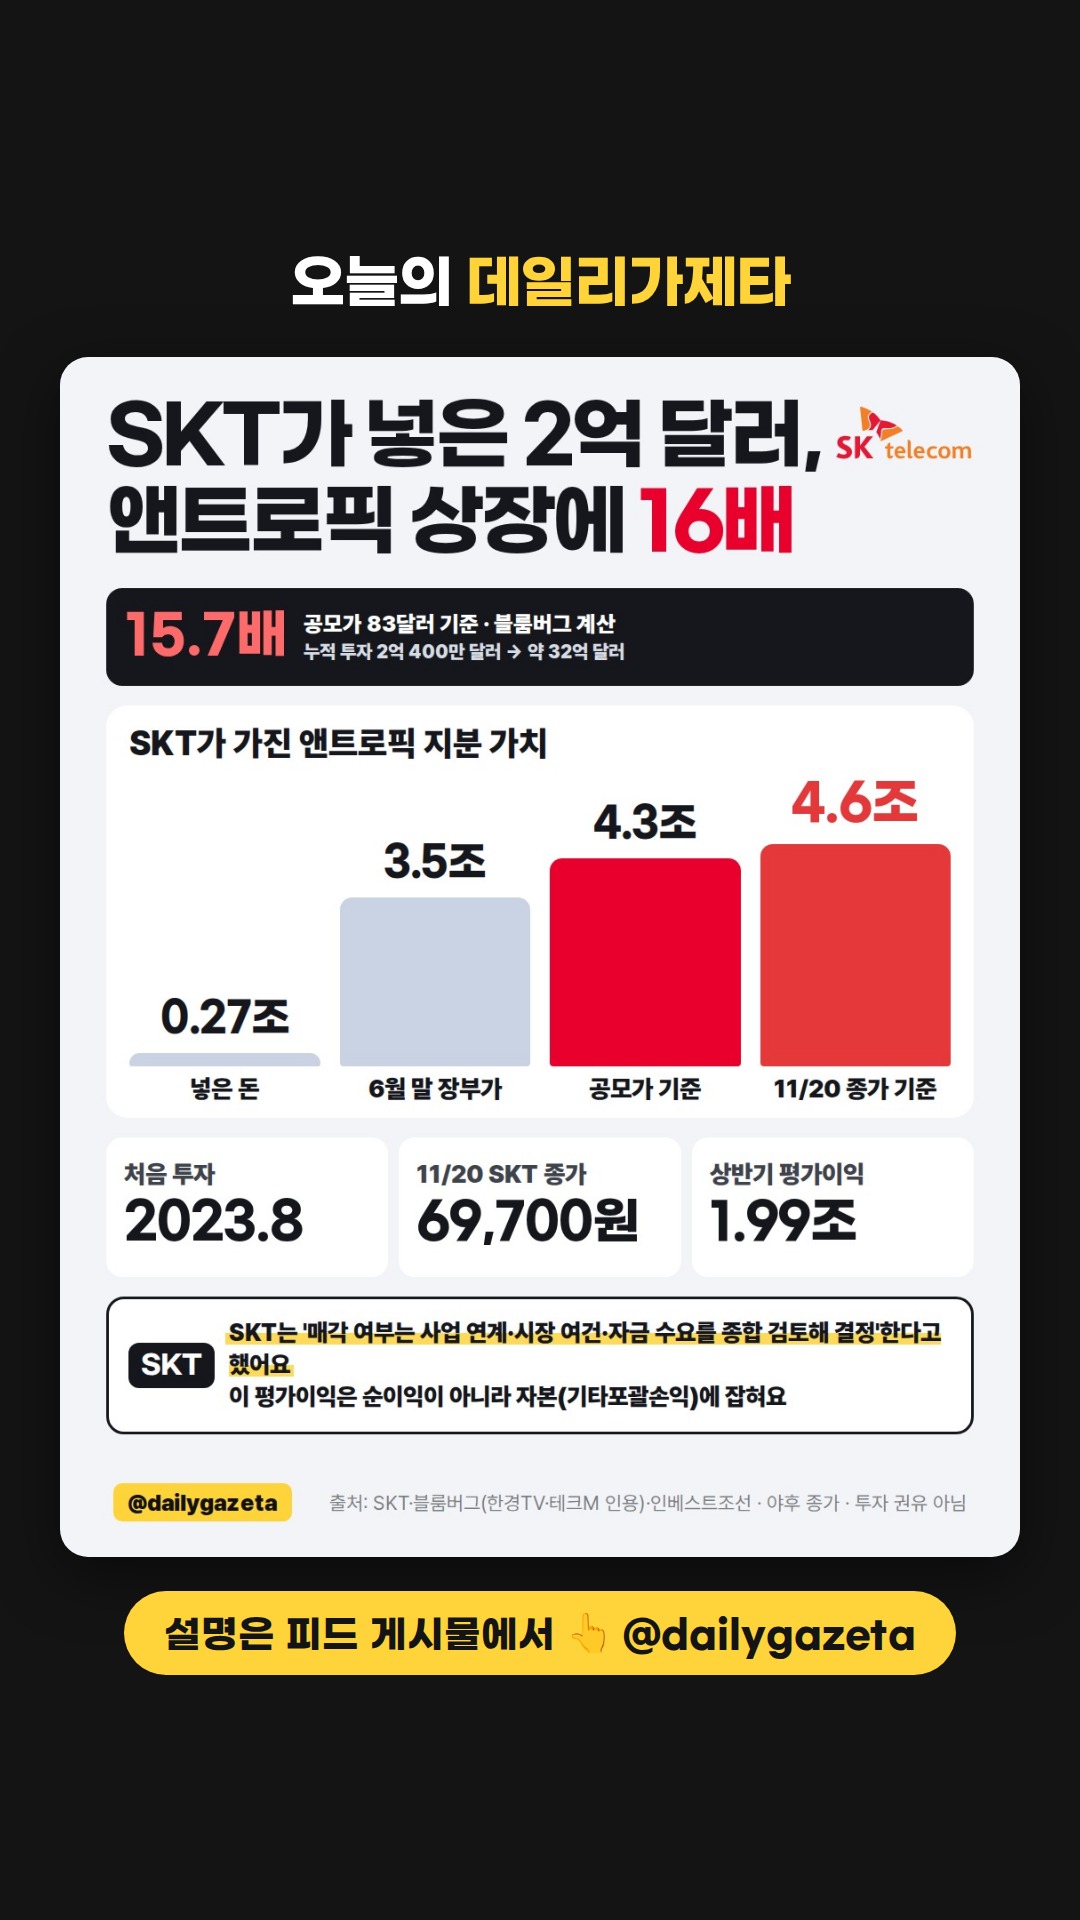 오늘의 데일리가제타
SKT가 넣은 2억 달러,
SK telecom
앤트로픽 상장에 16배
15.7배
공모가 83달러 기준 · 블룸버그 계산
누적 투자 2억 400만 달러 → 약 32억 달러
SKT가 가진 앤트로픽 지분 가치
0.27조
3.5조
4.3조
4.6조
넣은 돈
6월 말 장부가
공모가 기준
11/20 종가 기준
처음 투자
2023.8
11/20 SKT 종가
69,700원
상반기 평가이익
1.99조
SKT
SKT는 '매각 여부는 사업 연계·시장 여건·자금 수요를 종합 검토해 결정'한다고
했어요
이 평가이익은 순이익이 아니라 자본(기타포괄손익)에 잡혀요
@dailygazeta
출처: SKT·블룸버그(한경TV·테크M 인용)·인베스트조선 · 야후 종가 · 투자 권유 아님
설명은 피드 게시물에서 👆 @dailygazeta